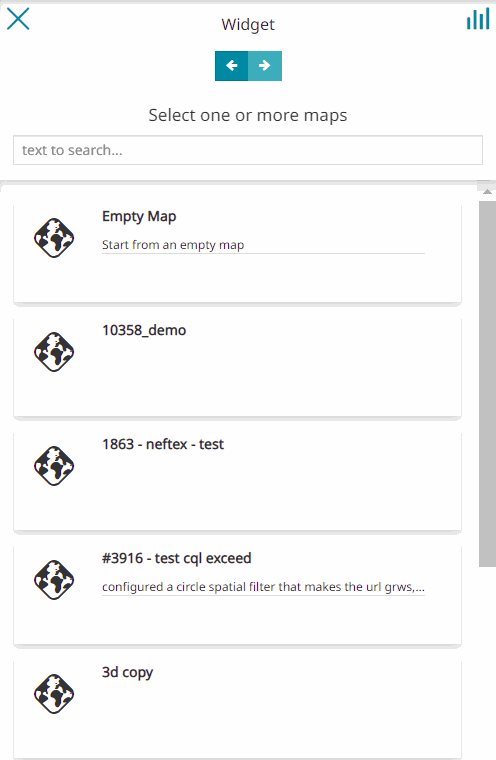 Widget
Select one or more maps
text to search...
Empty Map
Start from an empty map
10358_demo
1863 - neftex - test
#3916 - test cql exceed
configured a circle spatial filter that makes the url grws,...
3d copy